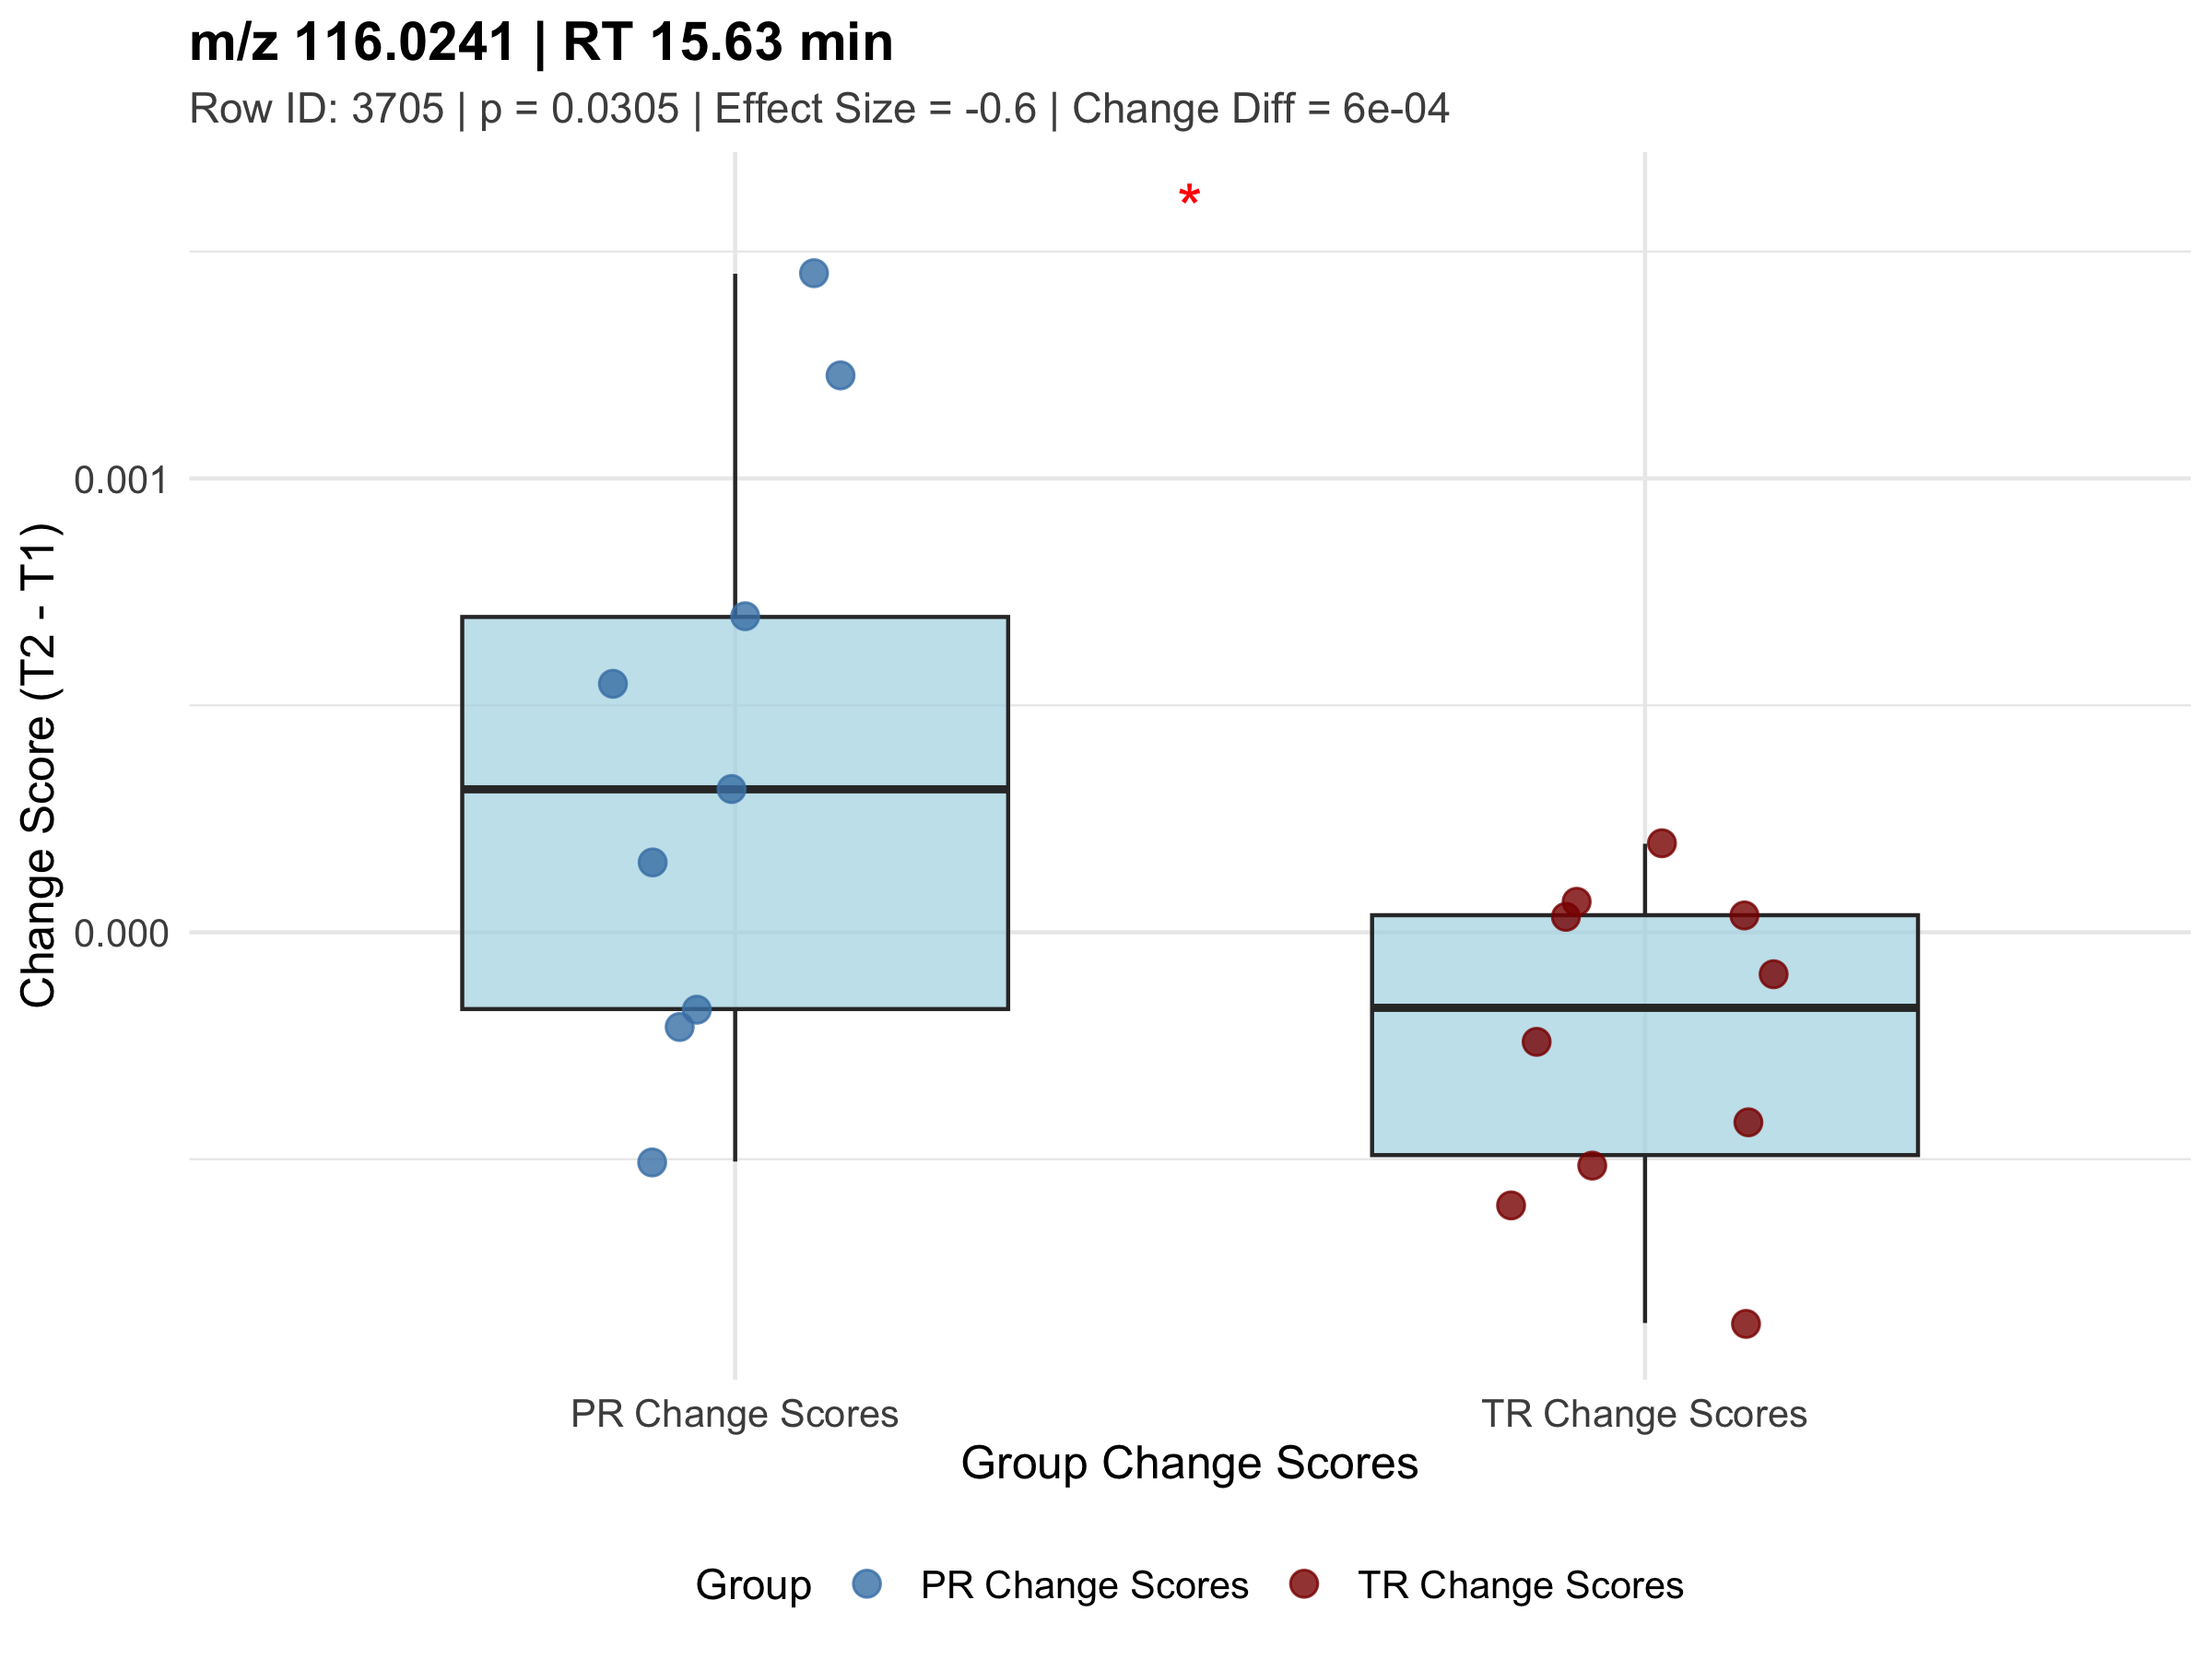 m/z 116.0241 | RT 15.63 min
Row ID: 3705 | p = 0.0305 | Effect Size = -0.6 | Change Diff = 6e-04
*
0.001
0.000
Change Score (T2 - T1)
PR Change Scores
TR Change Scores
Group Change Scores
Group
PR Change Scores
TR Change Scores